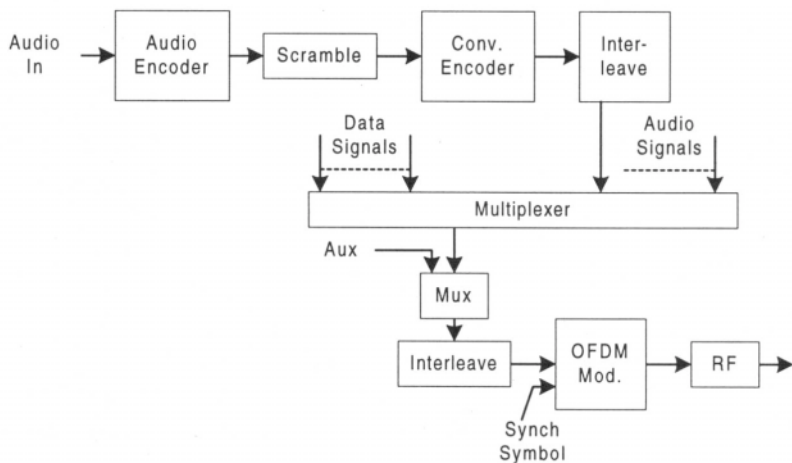 Audio
In
Audio
Encoder
Scramble
Conv.
Encoder
Inter-
leave
Data
Signals
Audio
Signals
Multiplexer
Aux
Mux
Interleave
OFDM
Mod.
RF
Synch
Symbol